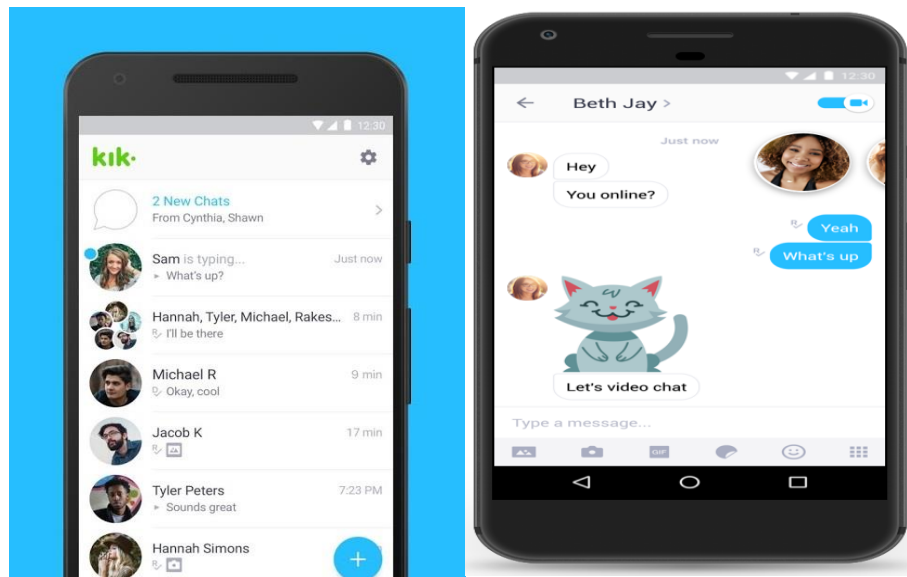 12:30
kik·
2 New Chats
From Cynthia, Shawn
Sam is typing...
Just now
▸ What's up?
Hannah, Tyler, Michael, Rakes...
8 min
R I'll be there
Michael R
9 min
D Okay, cool
Jacob K
17 min
R
Tyler Peters
7:23 PM
▸ Sounds great
Hannah Simons
R
+
12:30
Beth Jay >
Just now
Hey
You online?
R Yeah
R What's up
Let's video chat
Type a message...
GIF